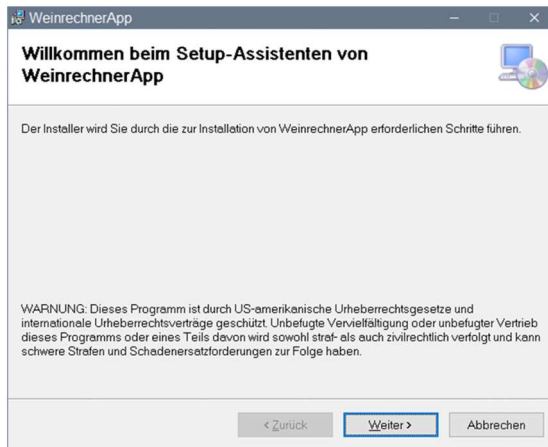 WeinrechnerApp
Willkommen beim Setup-Assistenten von
WeinrechnerApp
Der Installer wird Sie durch die zur Installation von WeinrechnerApp erforderlichen Schritte führen.
WARNUNG: Dieses Programm ist durch US-amerikanische Urheberrechtsgesetze und
internationale Urheberrechtsverträge geschützt. Unbefugte Vervielfältigung oder unbefugter Vertrieb
dieses Programms oder eines Teils davon wird sowohl straf- als auch zivilrechtlich verfolgt und kann
schwere Strafen und Schadenersatzforderungen zur Folge haben.
< Zurück Weiter > Abbrechen